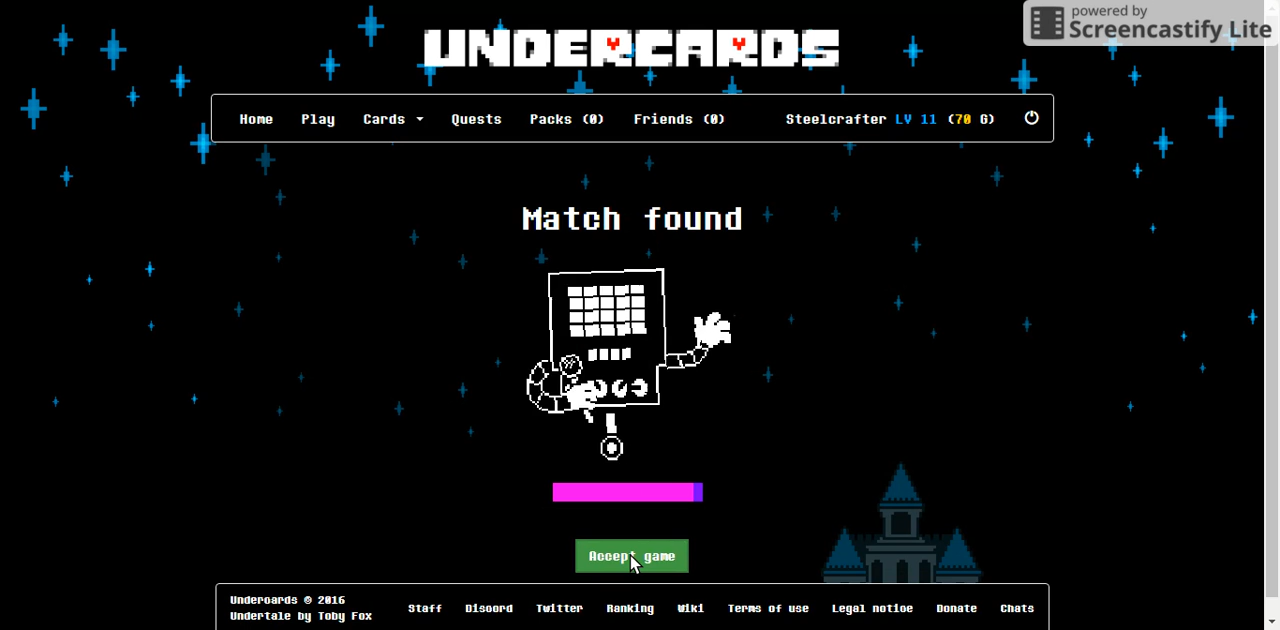 powered by
Screencastify Lite
UNDERCARDS
Home Play Cards Quests Packs (0) Friends (0) Steelcrafter LV 11 (70 G)
Match found
Accept game
Undercards © 2016
Undertale by Toby Fox
Staff Discord Twitter Ranking Wiki Terms of use Legal notice Donate Chats